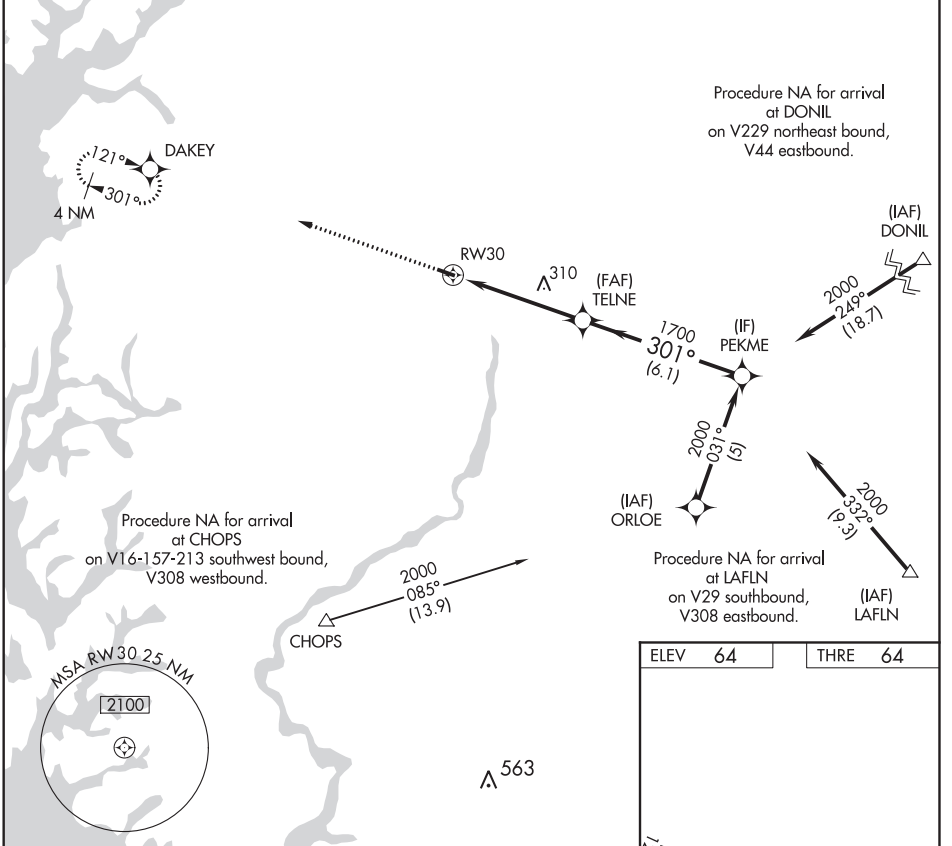 Procedure NA for arrival
at DONIL
on V229 northeast bound,
V44 eastbound.
DAKEY
121°
301°
4 NM
(IAF)
DONIL
2000
249°
(18.7)
RW30
310
(FAF)
TELNE
1700
301°
(6.1)
(IF)
PEKME
2000
031°
(5)
(IAF)
ORLOE
2000
332°
(9.3)
(IAF)
LAFLN
Procedure NA for arrival
at CHOPS
on V16-157-213 southwest bound,
V308 westbound.
Procedure NA for arrival
at LAFLN
on V29 southbound,
V308 eastbound.
2000
085°
(13.9)
CHOPS
MSA RW30 25 NM
2100
563
ELEV 64
THRE 64